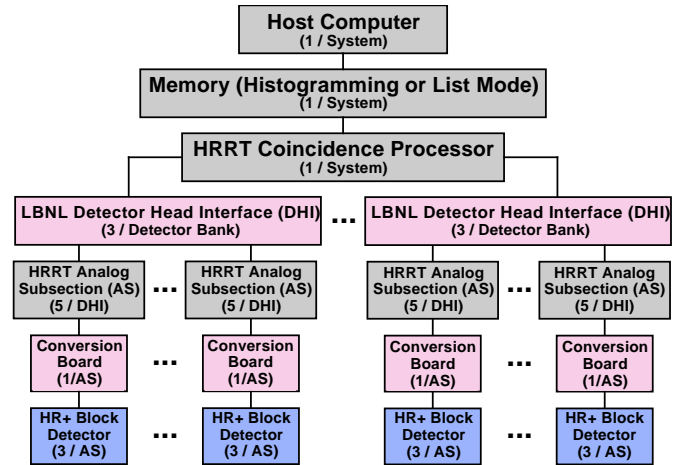 Host Computer
(1 / System)
Memory (Histogramming or List Mode)
(1 / System)
HRRT Coincidence Processor
(1 / System)
LBNL Detector Head Interface (DHI)
(3 / Detector Bank)
...
LBNL Detector Head Interface (DHI)
(3 / Detector Bank)
HRRT Analog
Subsection (AS)
(5 / DHI)
...
HRRT Analog
Subsection (AS)
(5 / DHI)
HRRT Analog
Subsection (AS)
(5 / DHI)
...
HRRT Analog
Subsection (AS)
(5 / DHI)
Conversion
Board
(1/AS)
...
Conversion
Board
(1/AS)
Conversion
Board
(1/AS)
...
Conversion
Board
(1/AS)
HR+ Block
Detector
(3 / AS)
...
HR+ Block
Detector
(3 / AS)
HR+ Block
Detector
(3 / AS)
...
HR+ Block
Detector
(3 / AS)